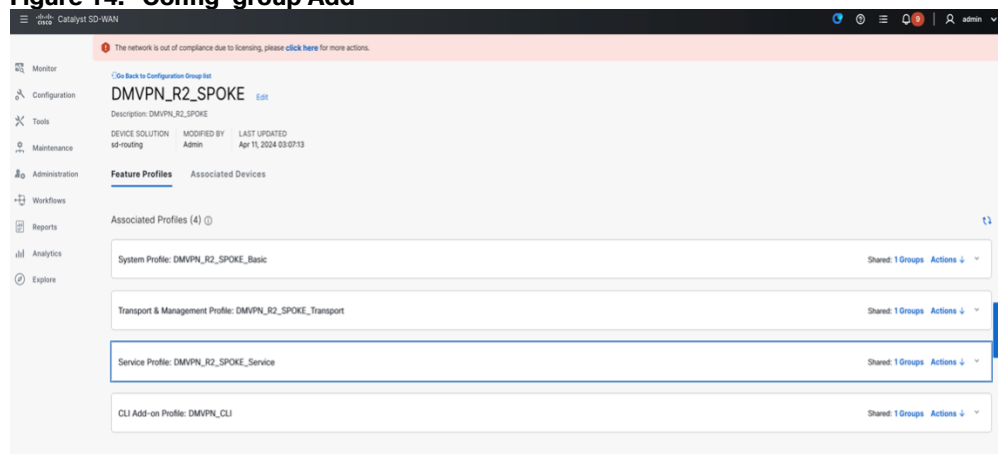 Figure 14: "Config" group Add
cisco Catalyst SD-WAN
9 admin
The network is out of compliance due to licensing, please click here for more actions.
Monitor
Configuration
Tools
Maintenance
Administration
Workflows
Reports
Analytics
Explore
Go Back to Configuration Group list
DMVPN_R2_SPOKE Edit
Description: DMVPN_R2_SPOKE
DEVICE SOLUTION MODIFIED BY LAST UPDATED
sd-routing Admin Apr 11, 2024 03:07:13
Feature Profiles Associated Devices
Associated Profiles (4)
System Profile: DMVPN_R2_SPOKE_Basic Shared: 1 Groups Actions
Transport & Management Profile: DMVPN_R2_SPOKE_Transport Shared: 1 Groups Actions
Service Profile: DMVPN_R2_SPOKE_Service Shared: 1 Groups Actions
CLI Add-on Profile: DMVPN_CLI Shared: 1 Groups Actions